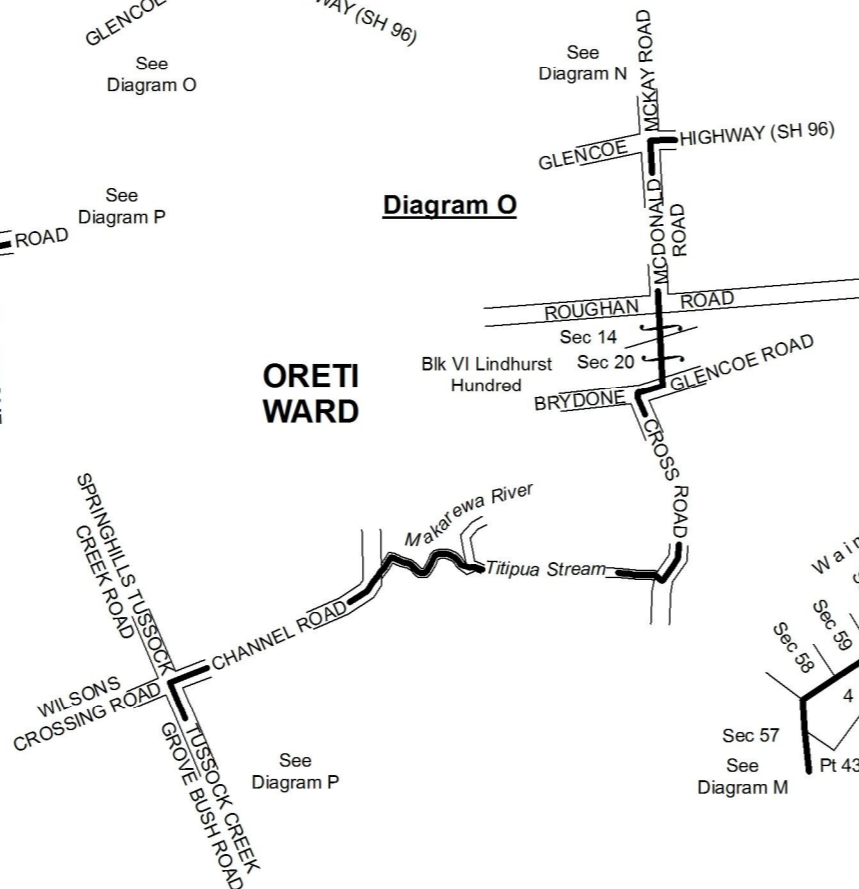 GLENCOE
WAY (SH 96)
See
Diagram O
See
Diagram N
MCKAY ROAD
GLENCOE
HIGHWAY (SH 96)
See
Diagram P
ROAD
Diagram O
MCDONALD
ROAD
ROUGHAN
ROAD
Sec 14
Blk VI Lindhurst
Hundred
Sec 20
BRYDONE
GLENCOE ROAD
ORETI
WARD
CROSS ROAD
SPRINGHILLS TUSSOCK
CREEK ROAD
Makarewa River
Titipua Stream
CHANNEL ROAD
WILSONS
CROSSING ROAD
TUSSOCK CREEK
GROVE BUSH ROAD
See
Diagram P
Sec 58
Sec 59
4
Sec 57
See
Diagram M
Pt 43